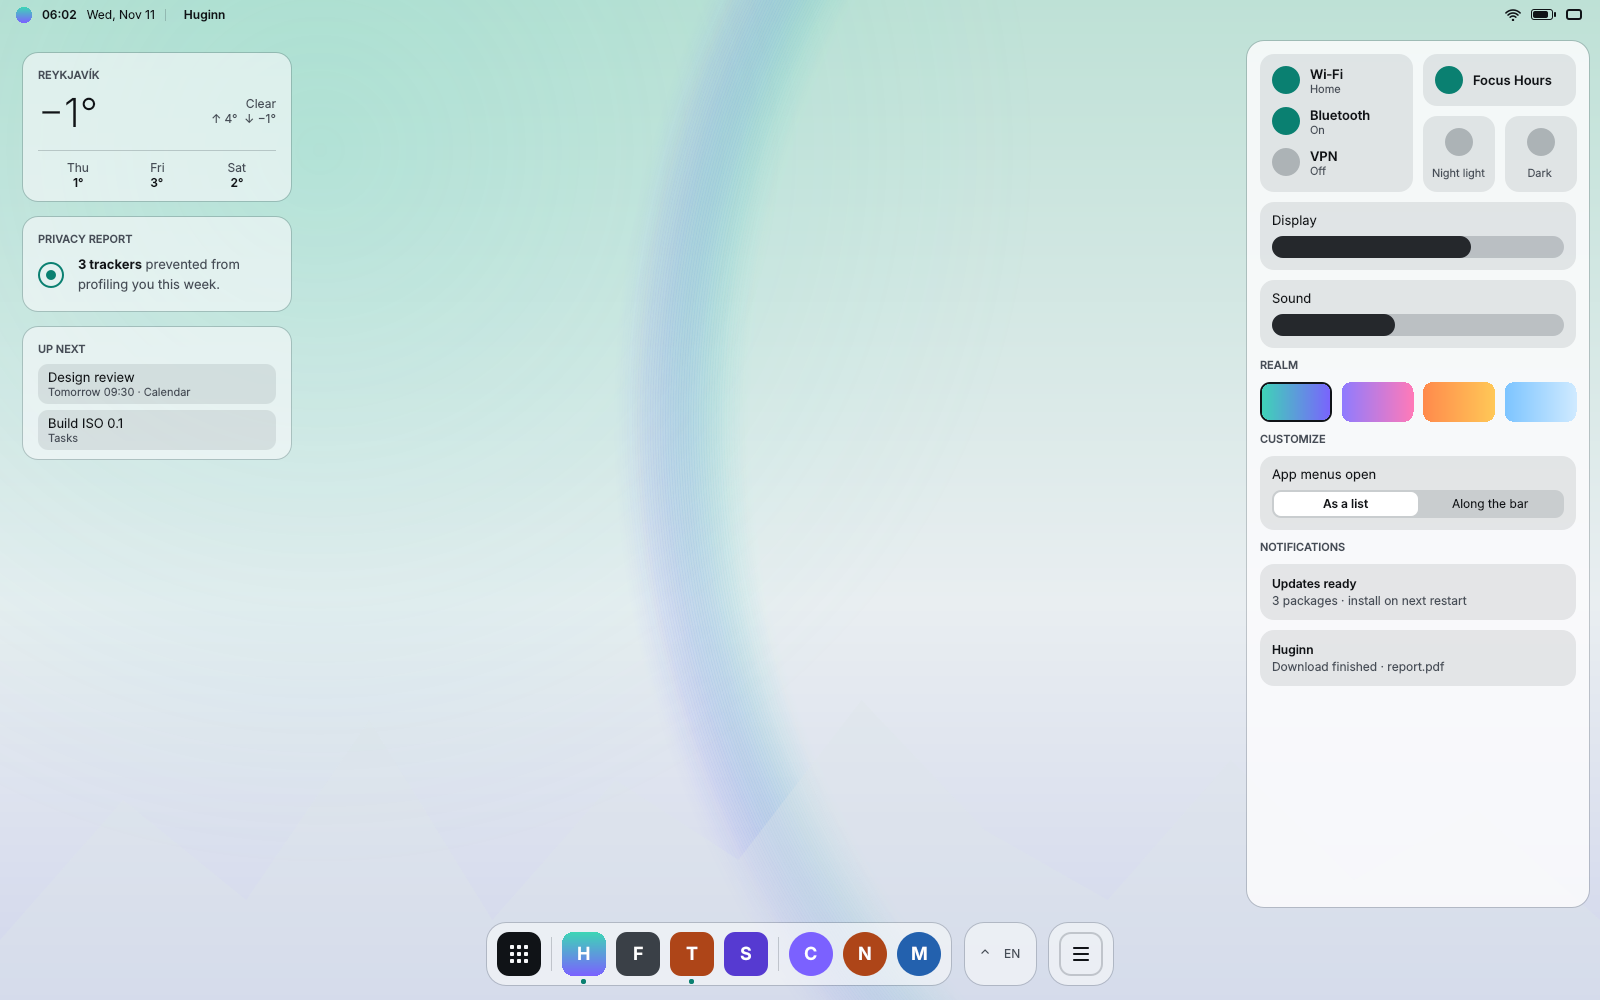 06:02 Wed, Nov 11 Huginn
REYKJAVÍK
−1°
Clear
↑ 4° ↓ −1°
Thu Fri Sat
1° 3° 2°
PRIVACY REPORT
3 trackers prevented from
profiling you this week.
UP NEXT
Design review
Tomorrow 09:30 · Calendar
Build ISO 0.1
Tasks
Wi-Fi
Home
Bluetooth
On
VPN
Off
Focus Hours
Night light
Dark
Display
Sound
REALM
CUSTOMIZE
App menus open
As a list Along the bar
NOTIFICATIONS
Updates ready
3 packages · install on next restart
Huginn
Download finished · report.pdf
H F T S C N M EN